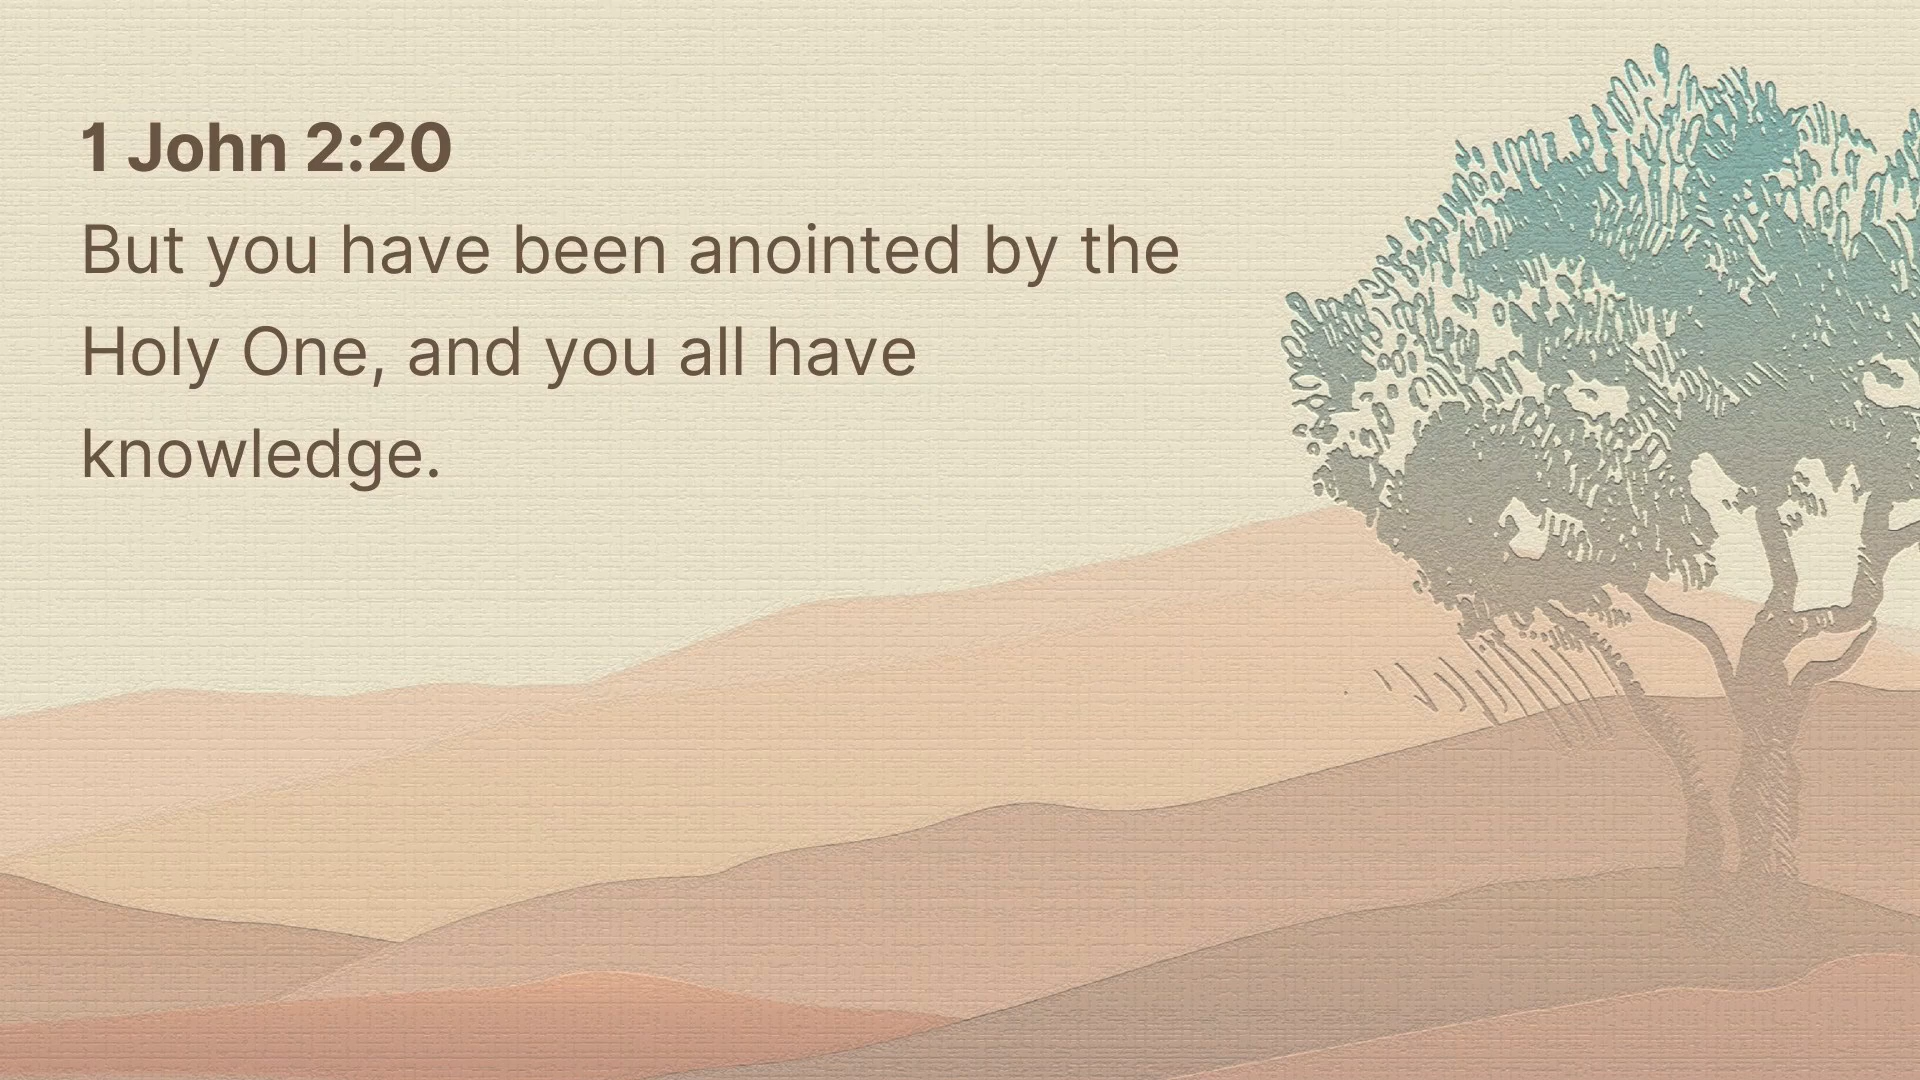 1 John 2:20
But you have been anointed by the
Holy One, and you all have
knowledge.